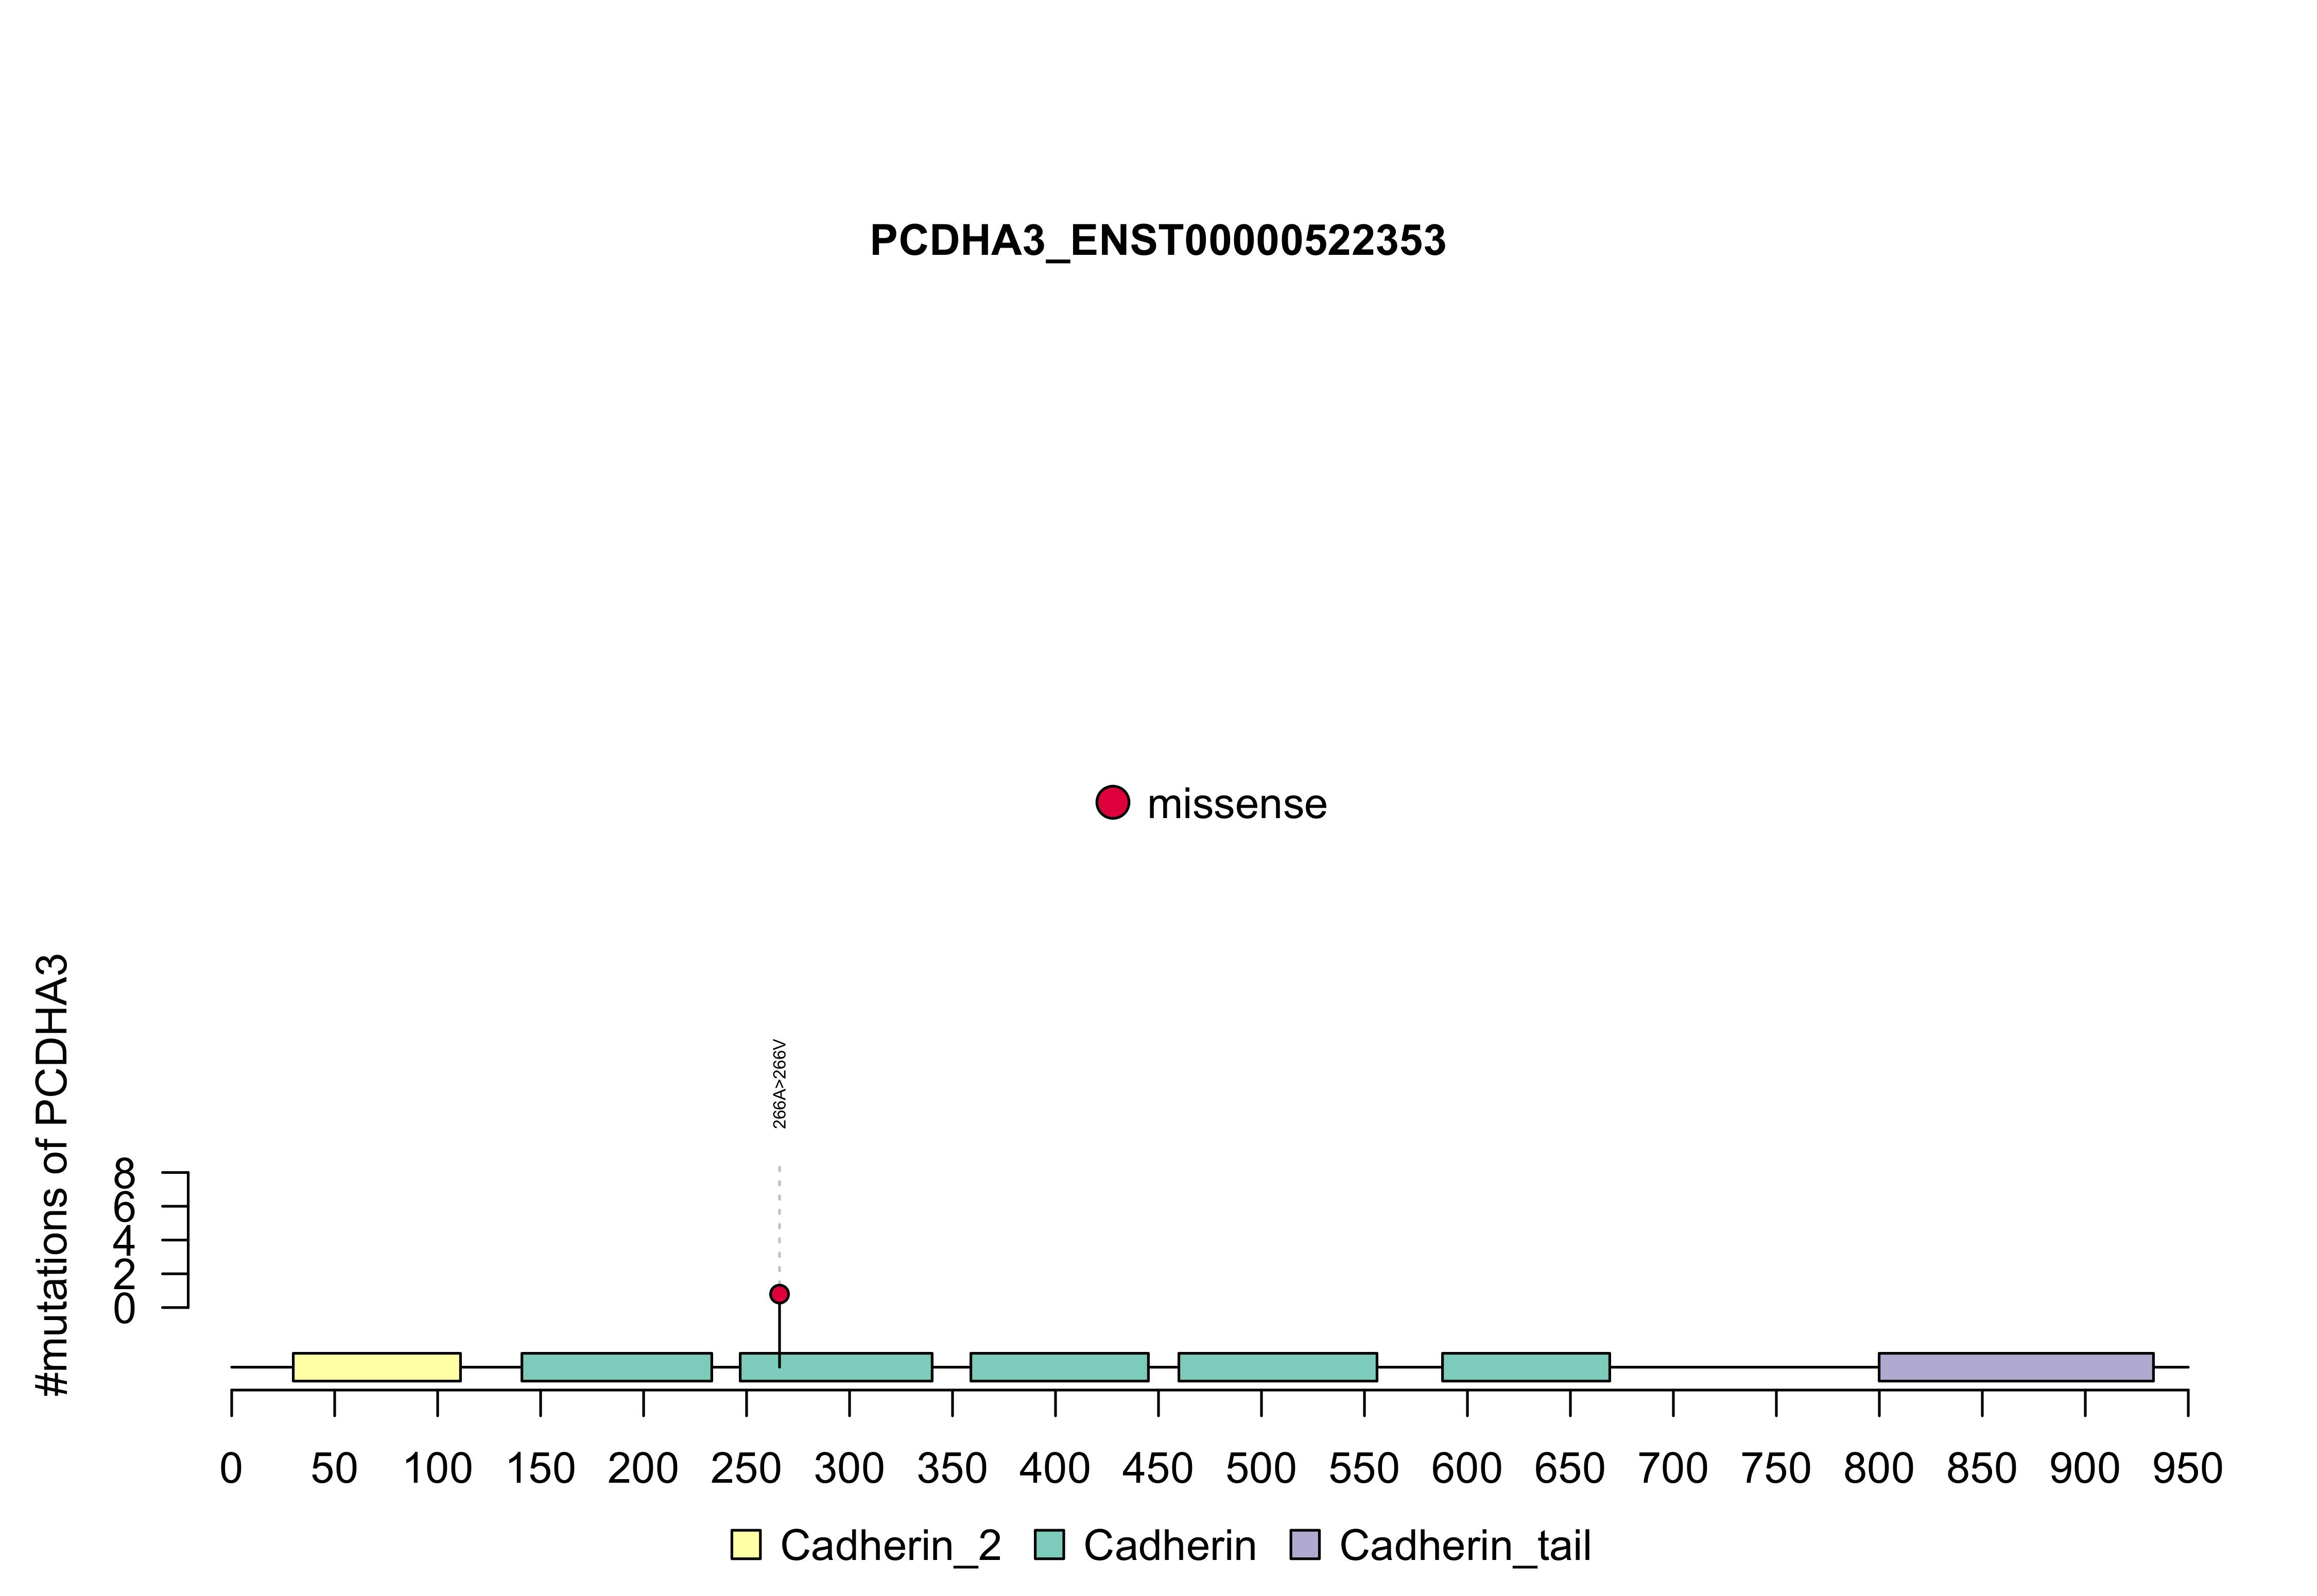 PCDHA3_ENST00000522353
missense
#mutations of PCDHA3
266A>266V
8
6
4
2
0
0 50 100 150 200 250 300 350 400 450 500 550 600 650 700 750 800 850 900 950
Cadherin_2 Cadherin Cadherin_tail